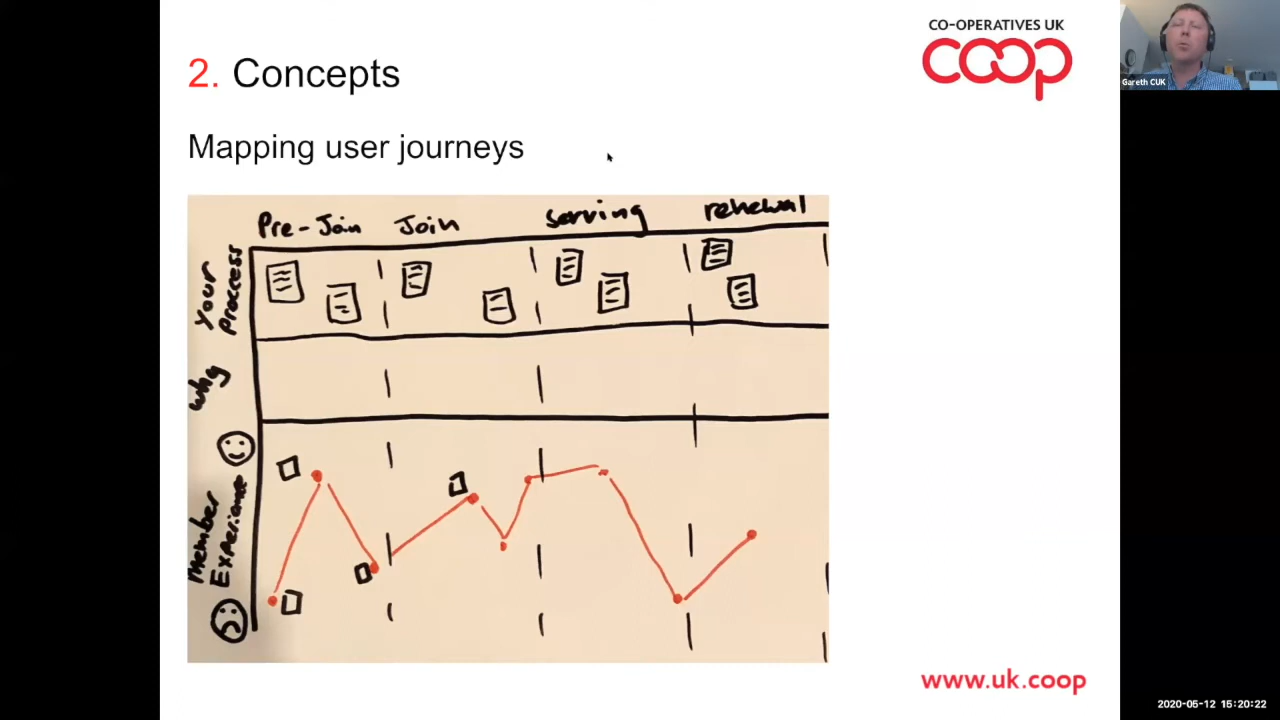 CO-OPERATIVES UK
coop
2. Concepts
Gareth CUK
Mapping user journeys
Pre-Join Join serving renewal
your
Proccess
why
Member
Experience
www.uk.coop
2020-05-12 15:20:22